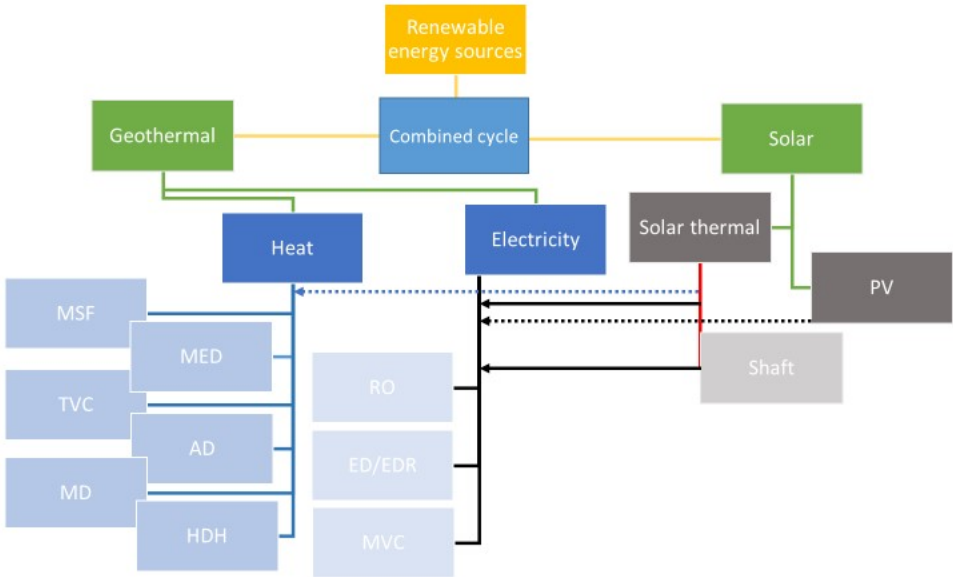 Renewable
energy sources
Geothermal
Combined cycle
Solar
Heat
Electricity
Solar thermal
PV
MSF
MED
TVC
AD
MD
HDH
RO
ED/EDR
MVC
Shaft